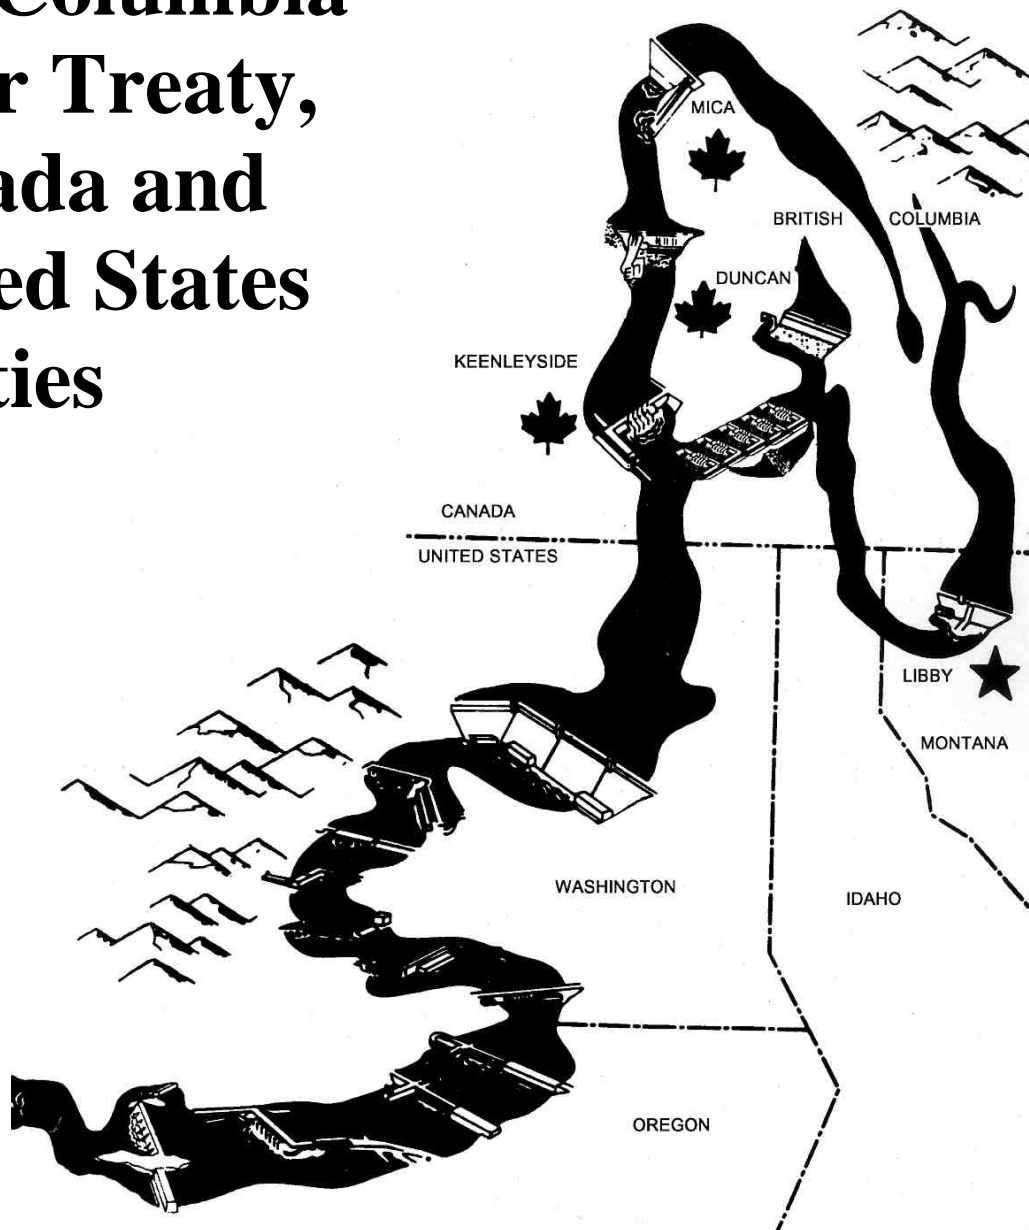 Columbia
r Treaty,
ada and
ed States
ties
MICA
BRITISH COLUMBIA
DUNCAN
KEENLEYSIDE
CANADA
UNITED STATES
LIBBY
MONTANA
WASHINGTON
IDAHO
OREGON